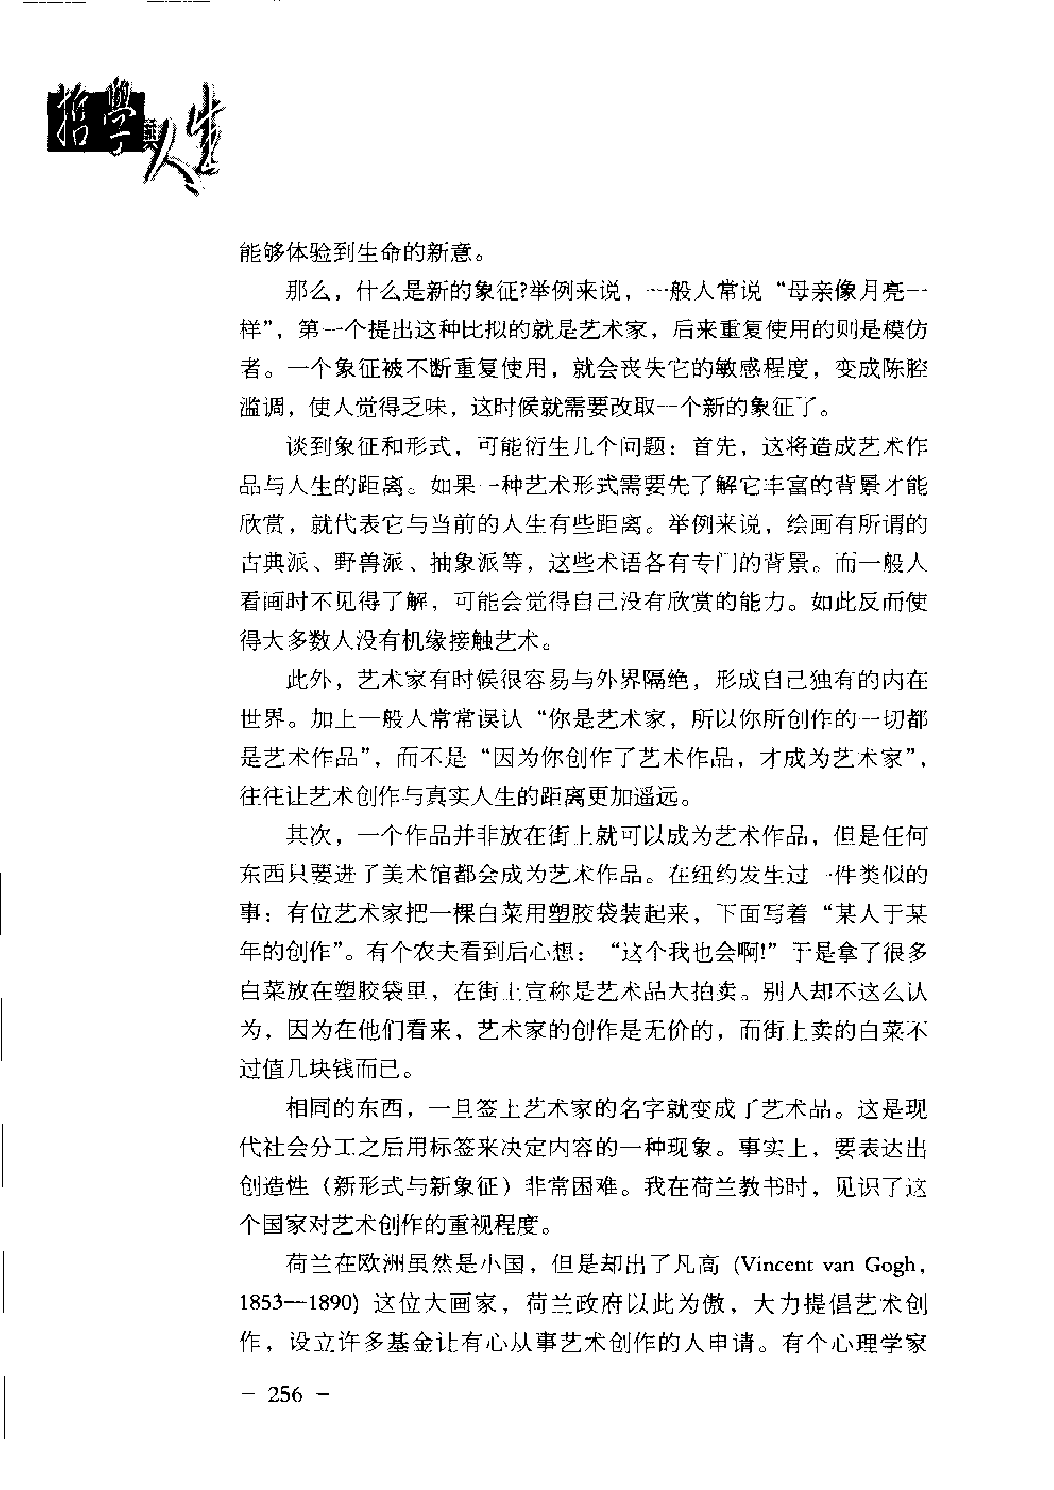 哲學與人生
能够体验到生命的新意。
那么，什么是新的象征?举例来说，一般人常说“母亲像月亮一
样”，第一个提出这种比拟的就是艺术家，后来重复使用的则是模仿
者。一个象征被不断重复使用，就会丧失它的敏感程度，变成陈腔
滥调，使人觉得乏味，这时候就需要改取一个新的象征了。
谈到象征和形式，可能衍生几个问题：首先，这将造成艺术作
品与人生的距离。如果一种艺术形式需要先了解它丰富的背景才能
欣赏，就代表它与当前的人生有些距离。举例来说，绘画有所谓的
古典派、野兽派、抽象派等，这些术语各有专门的背景。而一般人
看画时不见得了解，可能会觉得自己没有欣赏的能力。如此反而使
得大多数人没有机缘接触艺术。
此外，艺术家有时候很容易与外界隔绝，形成自己独有的内在
世界。加上一般人常常误认“你是艺术家，所以你所创作的一切都
是艺术作品”，而不是“因为你创作了艺术作品，才成为艺术家”，
往往让艺术创作与真实人生的距离更加遥远。
其次，一个作品并非放在街上就可以成为艺术作品，但是任何
东西只要进了美术馆都会成为艺术作品。在纽约发生过一件类似的
事：有位艺术家把一棵白菜用塑胶袋装起来，下面写着“某人于某
年的创作”。有个农夫看到后心想：“这个我也会啊!”于是拿了很多
白菜放在塑胶袋里，在街上宣称是艺术品大拍卖。别人却不这么认
为，因为在他们看来，艺术家的创作是无价的，而街上卖的白菜不
过值几块钱而已。
相同的东西，一旦签上艺术家的名字就变成了艺术品。这是现
代社会分工之后用标签来决定内容的一种现象。事实上，要表达出
创造性（新形式与新象征）非常困难。我在荷兰教书时，见识了这
个国家对艺术创作的重视程度。
荷兰在欧洲虽然是小国，但是却出了凡高 (Vincent van Gogh，
1853—1890) 这位大画家，荷兰政府以此为傲，大力提倡艺术创
作，设立许多基金让有心从事艺术创作的人申请。有个心理学家
– 256 –